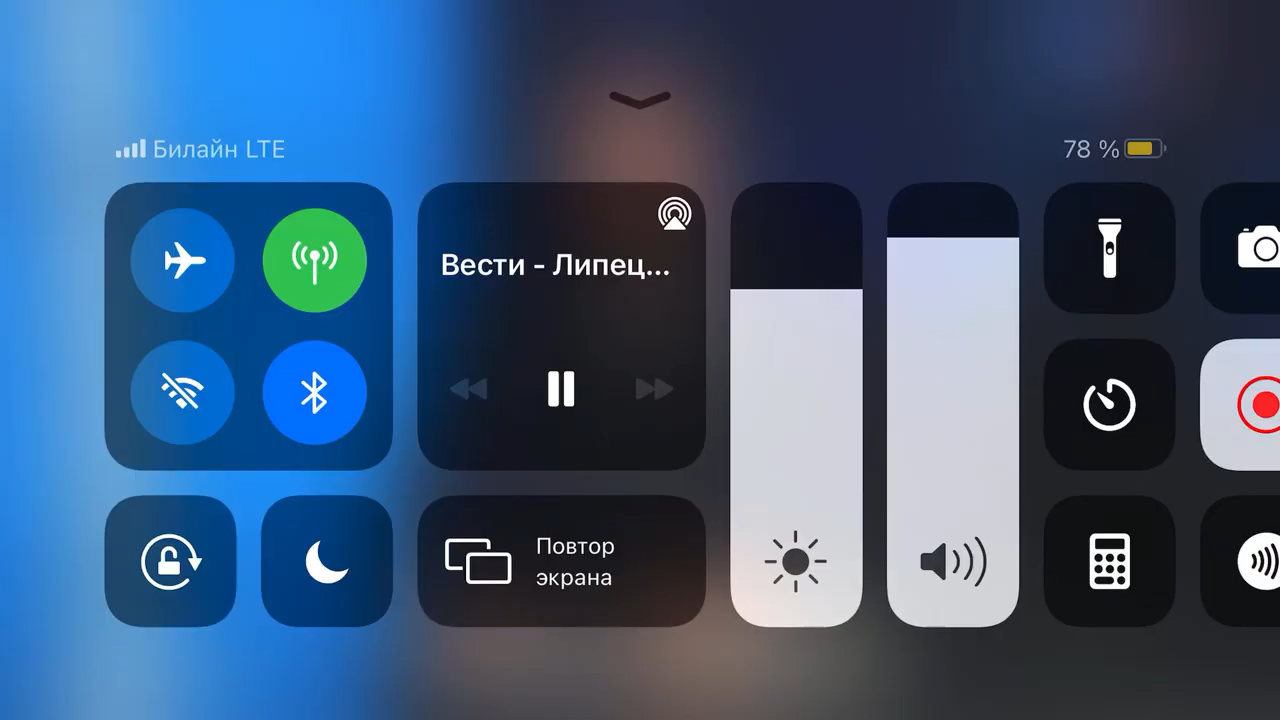 Билайн LTE
78 %
Вести - Липец...
Повтор
экрана